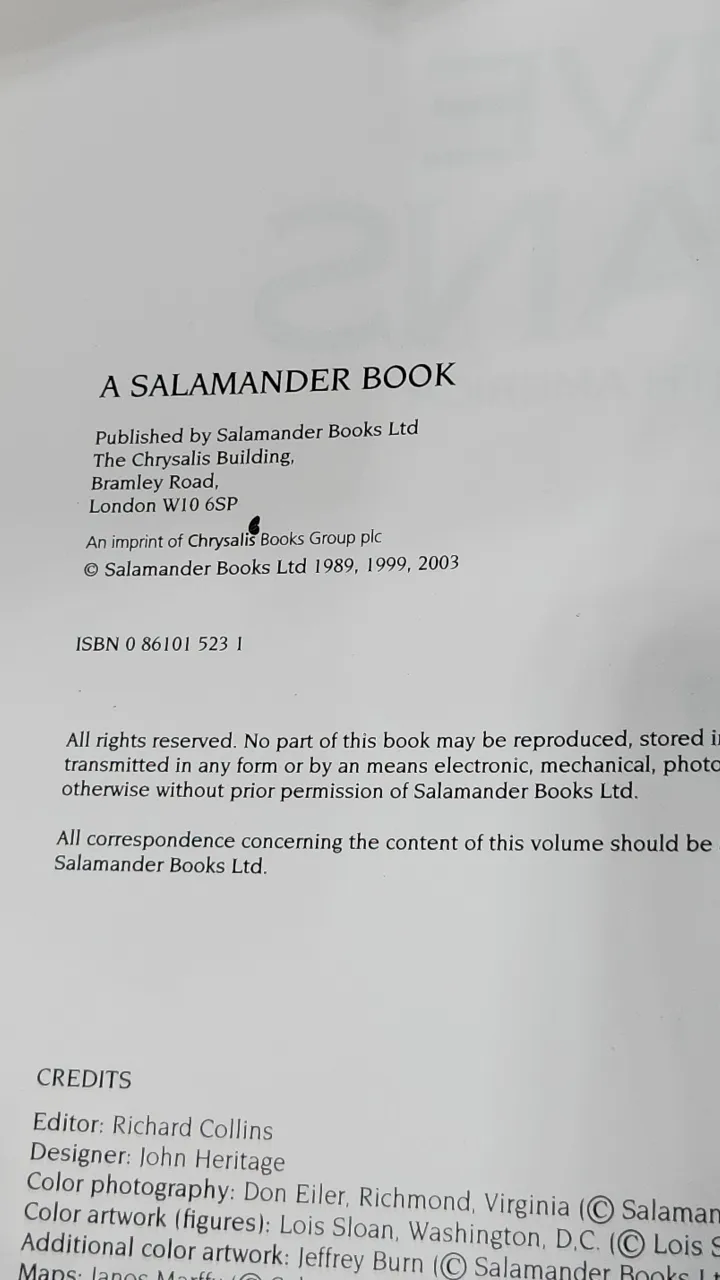 A SALAMANDER BOOK
Published by Salamander Books Ltd
The Chrysalis Building,
Bramley Road,
London W10 6SP
An imprint of Chrysalis Books Group plc
© Salamander Books Ltd 1989, 1999, 2003
ISBN 0 86101 523 1
All rights reserved. No part of this book may be reproduced, stored
transmitted in any form or by an means electronic, mechanical,
otherwise without prior permission of Salamander Books Ltd.
All correspondence concerning the content of this volume should be
Salamander Books Ltd.
CREDITS
Editor: Richard Collins
Designer: John Heritage
Color photography: Don Eiler, Richmond, Virginia (©
Color artwork (figures): Lois Sloan, Washington, D.C. (© Lois
Additional color artwork: Jeffrey Burn (© Salamander Books
Maps: Janos